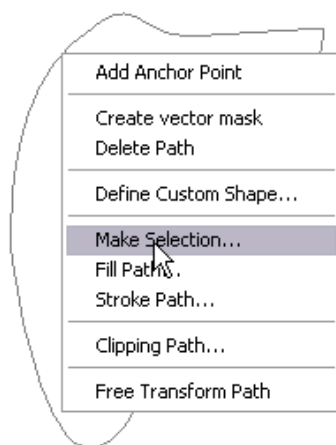 Add Anchor Point
Create vector mask
Delete Path
Define Custom Shape...
Make Selection...
Fill Path...
Stroke Path...
Clipping Path...
Free Transform Path